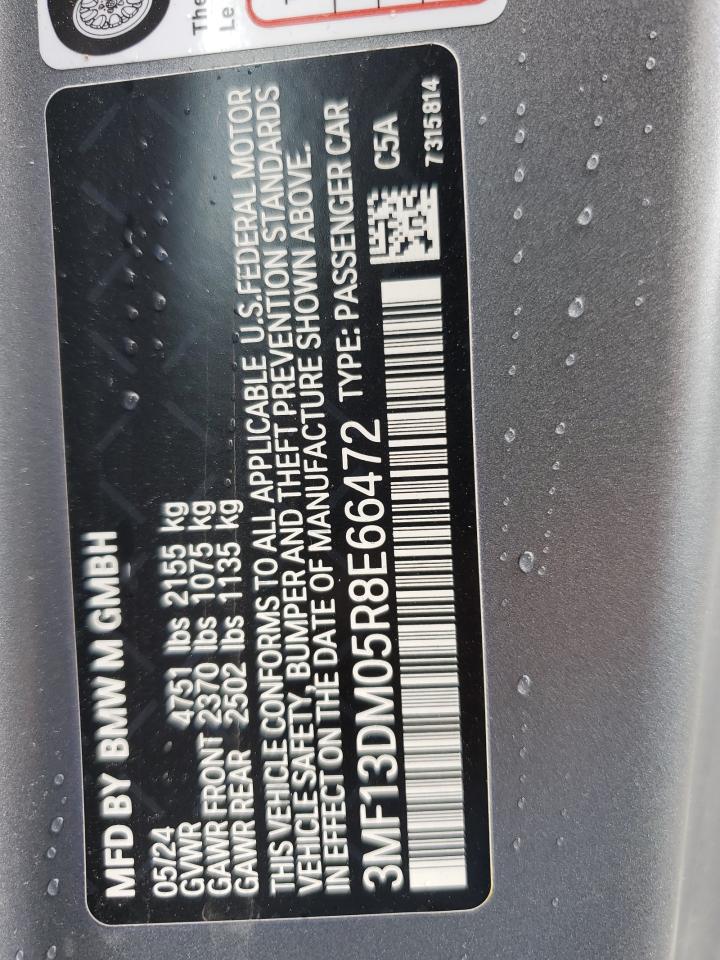 The
Le
MFD BY BMW M GMBH
05/24
GVWR 4751 lbs 2155 kg
GAWR FRONT 2370 lbs 1075 kg
GAWR REAR 2502 lbs 1135 kg
THIS VEHICLE CONFORMS TO ALL APPLICABLE U.S.FEDERAL MOTOR
VEHICLE SAFETY, BUMPER AND THEFT PREVENTION STANDARDS
IN EFFECT ON THE DATE OF MANUFACTURE SHOWN ABOVE.
3MF13DM05R8E66472 TYPE: PASSENGER CAR
C5A
7315814